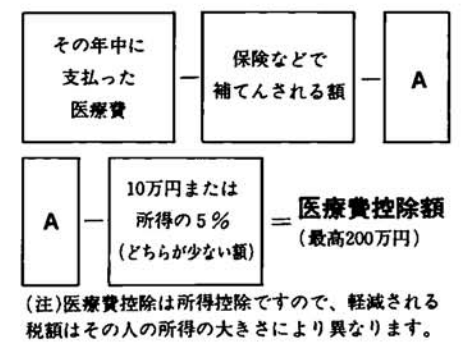 その年中に
支払った
医療費
－
保険などで
補てんされる額
－
A
A
－
10万円または
所得の5％
(どちらが少ない額)
＝
医療費控除額
(最高200万円)
(注)医療費控除は所得控除ですので、軽減される
税額はその人の所得の大きさにより異なります。